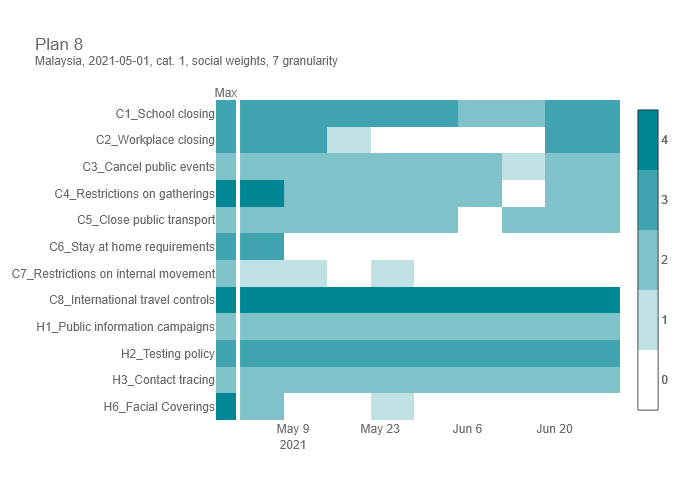 Plan 8
Malaysia, 2021-05-01, cat. 1, social weights, 7 granularity
Max
C1_School closing
C2_Workplace closing
C3_Cancel public events
C4_Restrictions on gatherings
C5_Close public transport
C6_Stay at home requirements
C7_Restrictions on internal movement
C8_International travel controls
H1_Public information campaigns
H2_Testing policy
H3_Contact tracing
H6_Facial Coverings
May 9 May 23 Jun 6 Jun 20
2021
4
3
2
1
0